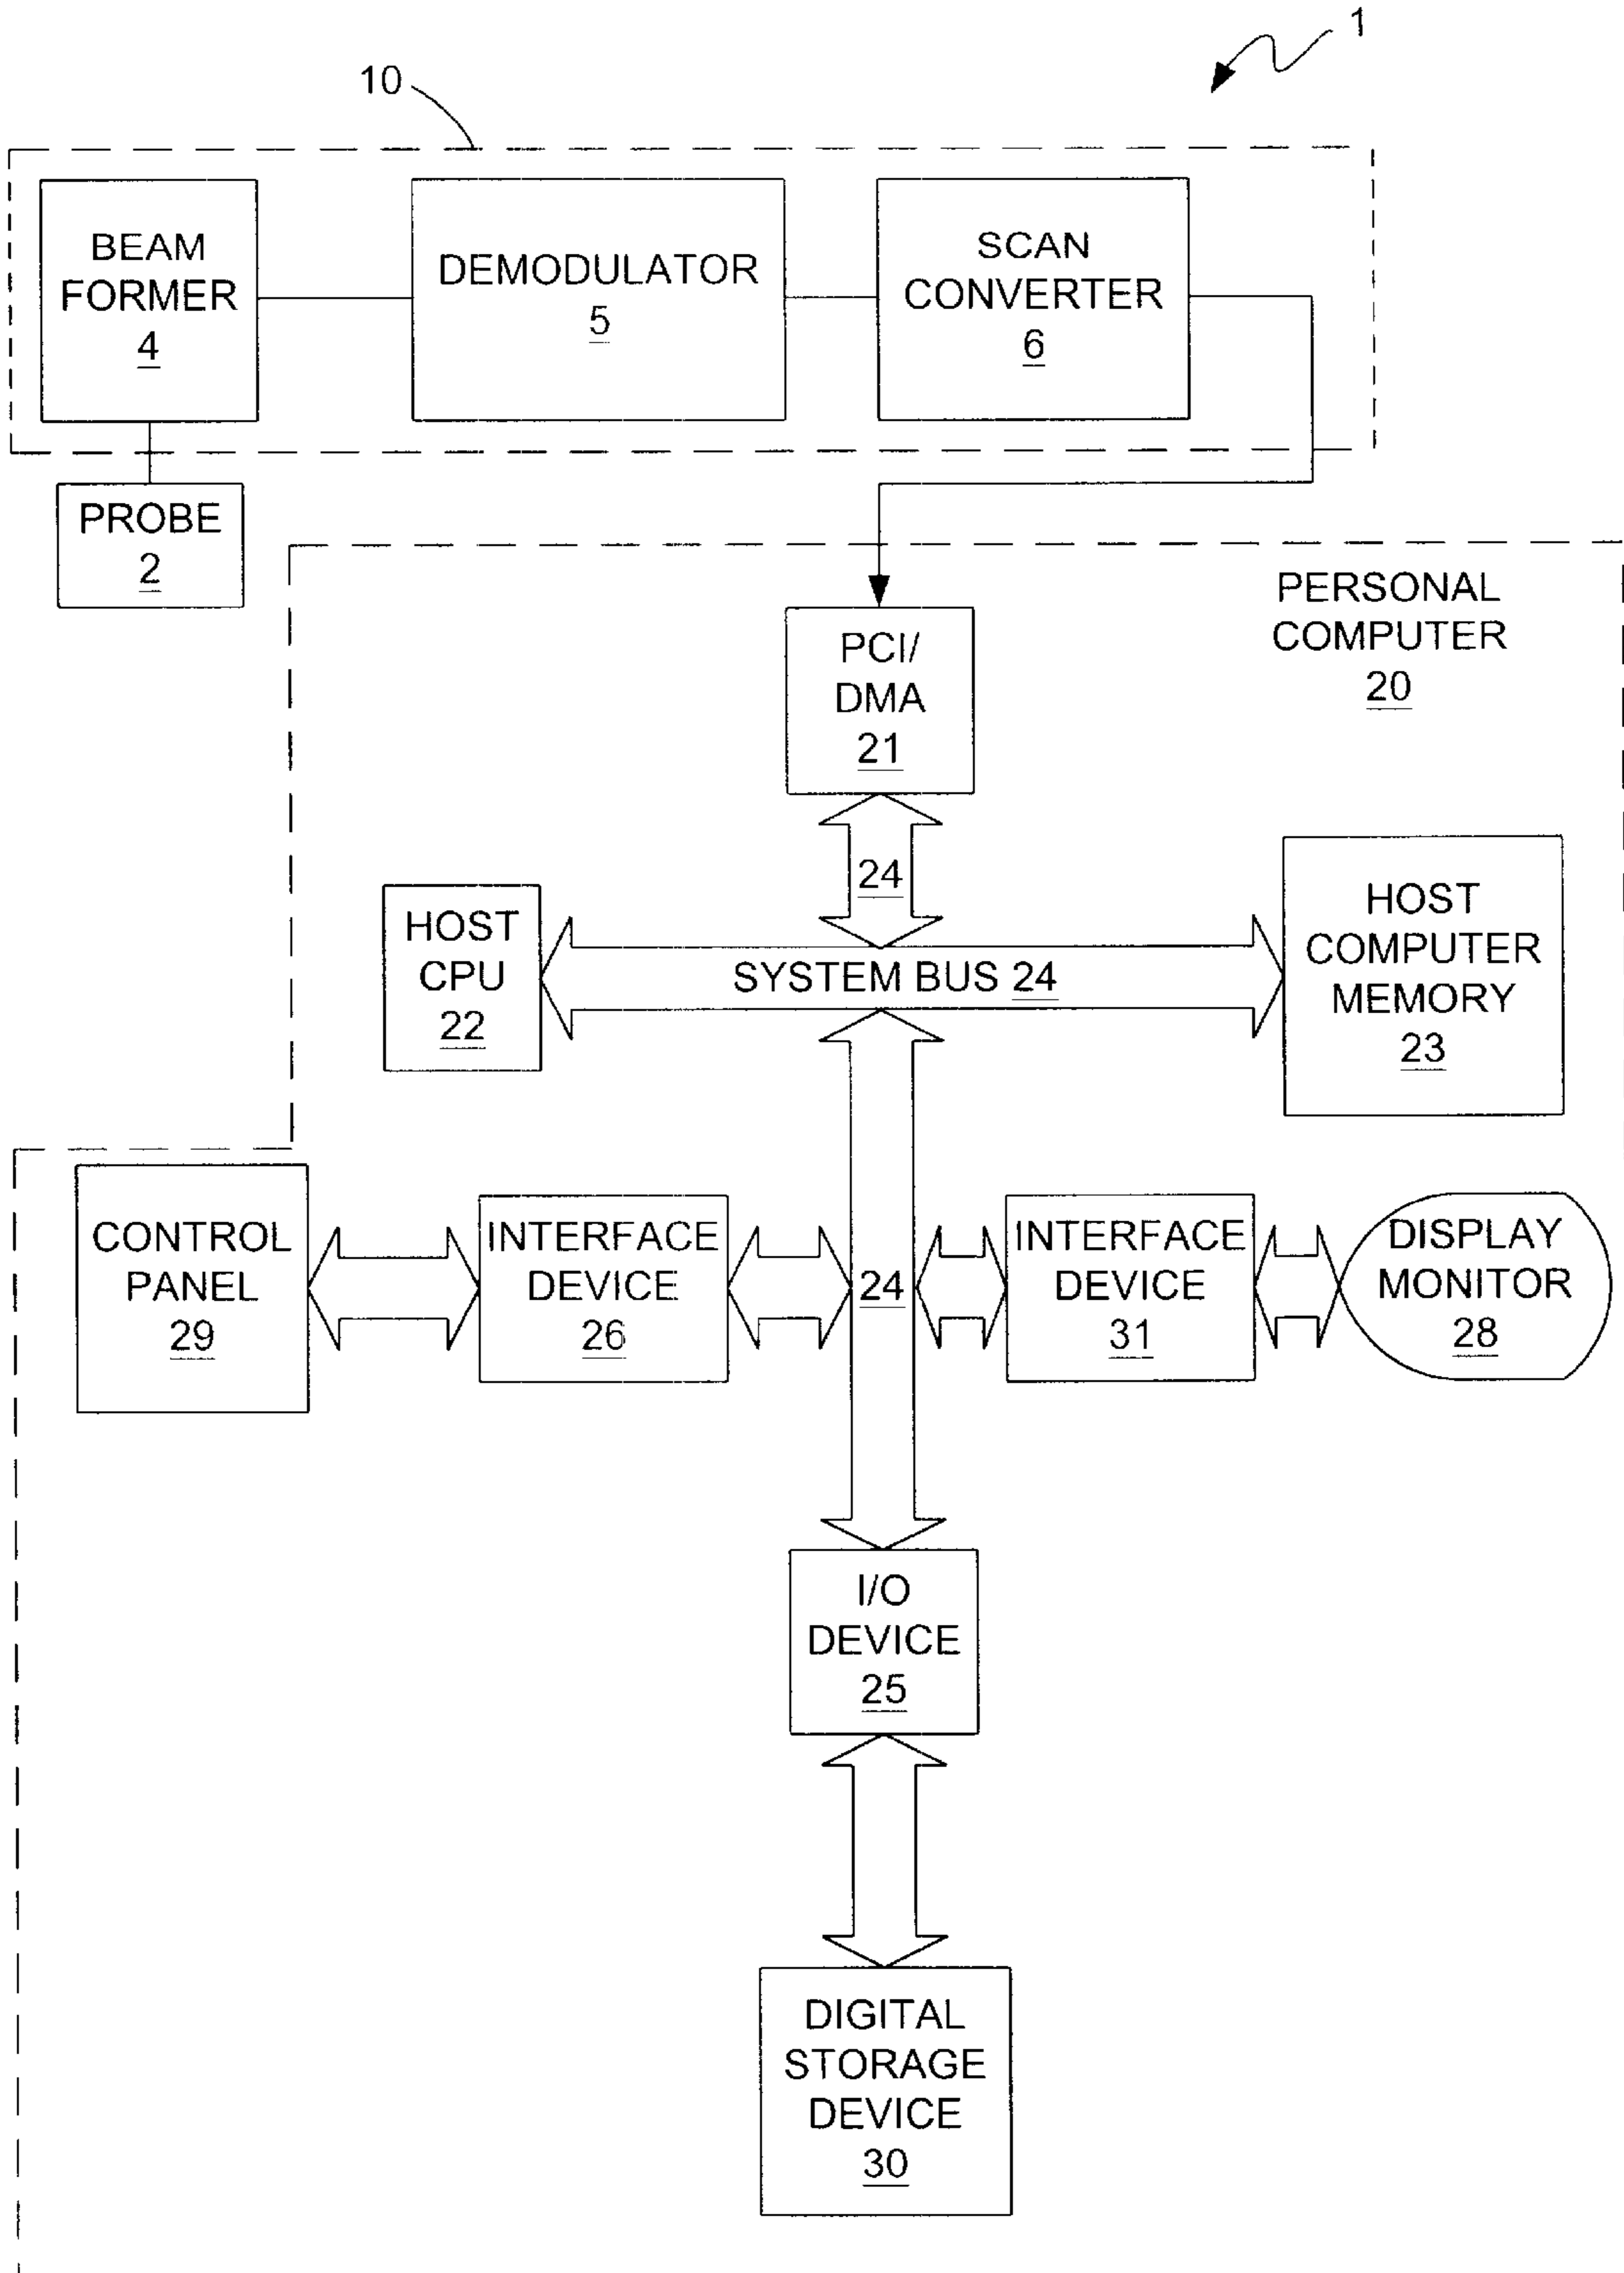 1
10
BEAM
FORMER
4
DEMODULATOR
5
SCAN
CONVERTER
6
PROBE
2
PERSONAL
COMPUTER
20
PCI/
DMA
21
24
HOST
CPU
22
SYSTEM BUS 24
HOST
COMPUTER
MEMORY
23
CONTROL
PANEL
29
INTERFACE
DEVICE
26
24
INTERFACE
DEVICE
31
DISPLAY
MONITOR
28
I/O
DEVICE
25
DIGITAL
STORAGE
DEVICE
30